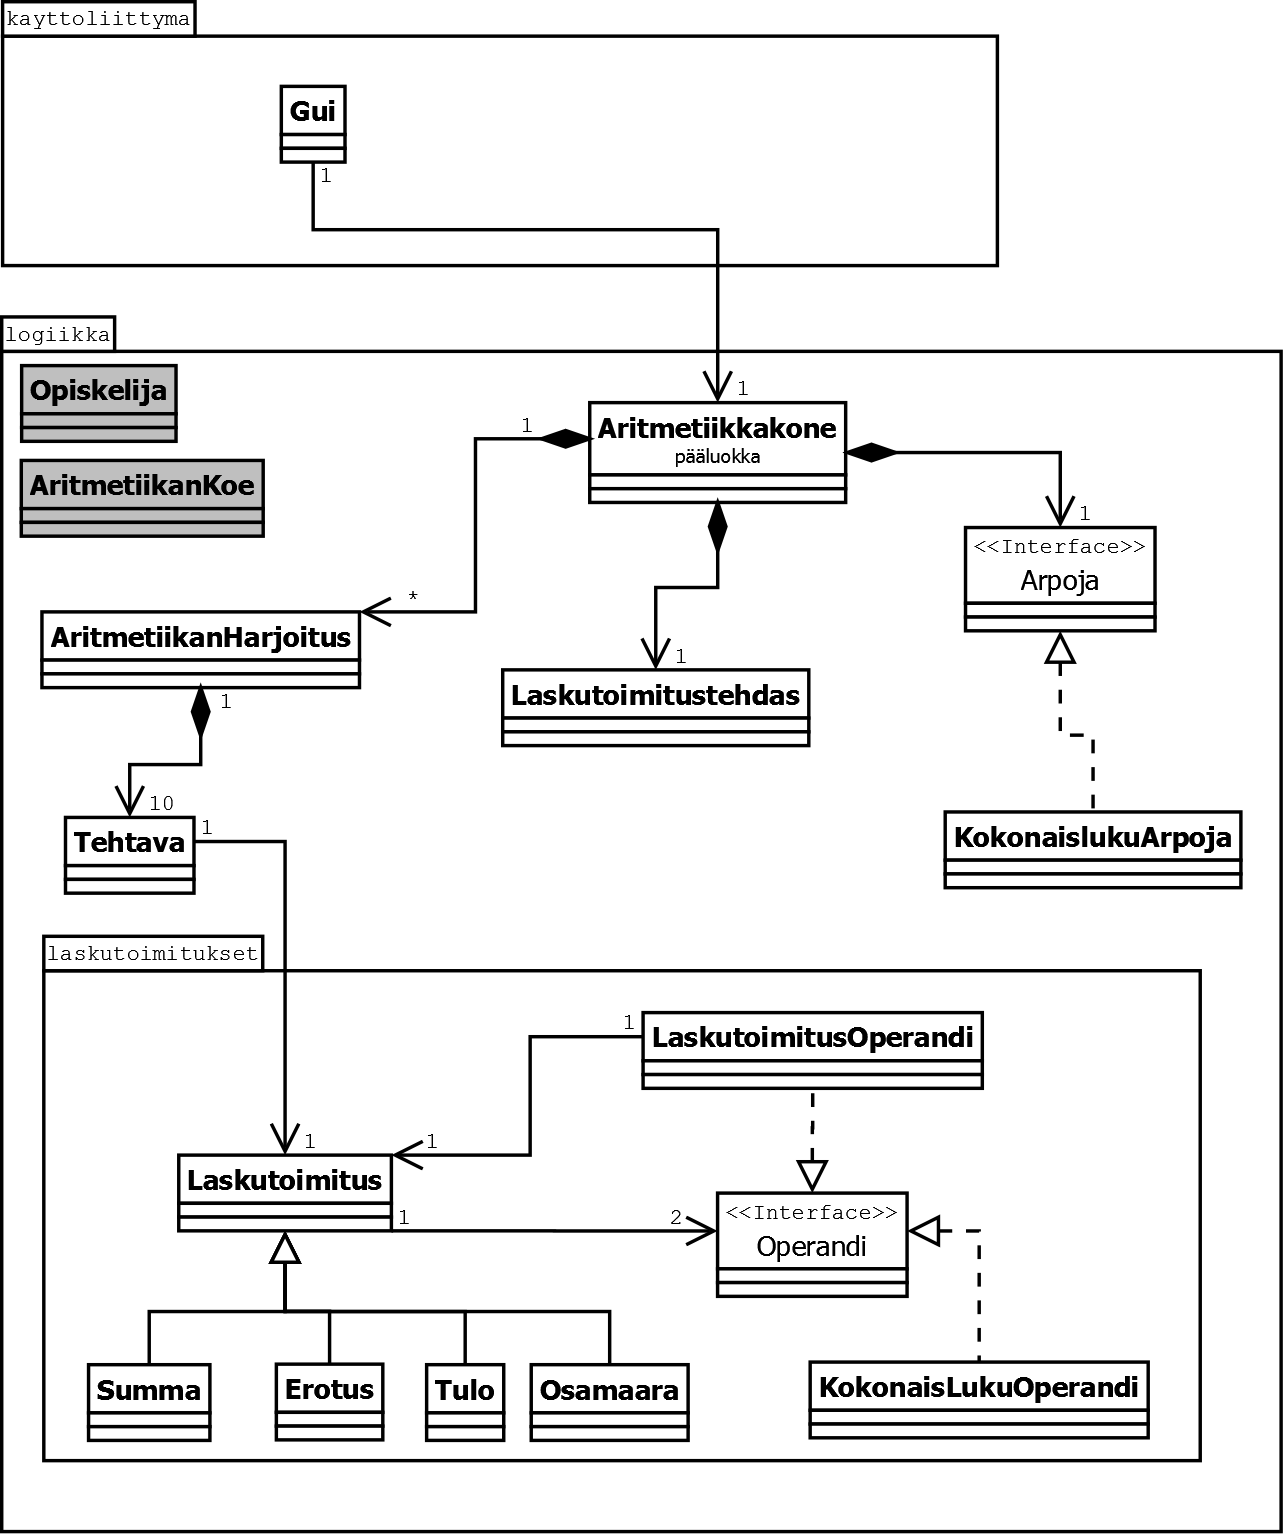 kayttoliittyma
Gui
1
logiikka
Opiskelija
1
1
Aritmetiikkakone
pääluokka
AritmetiikanKoe
1
<<Interface>>
Arpoja
*
AritmetiikanHarjoitus
1
Laskutoimitustehdas
1
10
Tehtava
1
KokonaislukuArpoja
laskutoimitukset
1
LaskutoimitusOperandi
1
1
Laskutoimitus
1
2
<<Interface>>
Operandi
Summa
Erotus
Tulo
Osamaara
KokonaisLukuOperandi